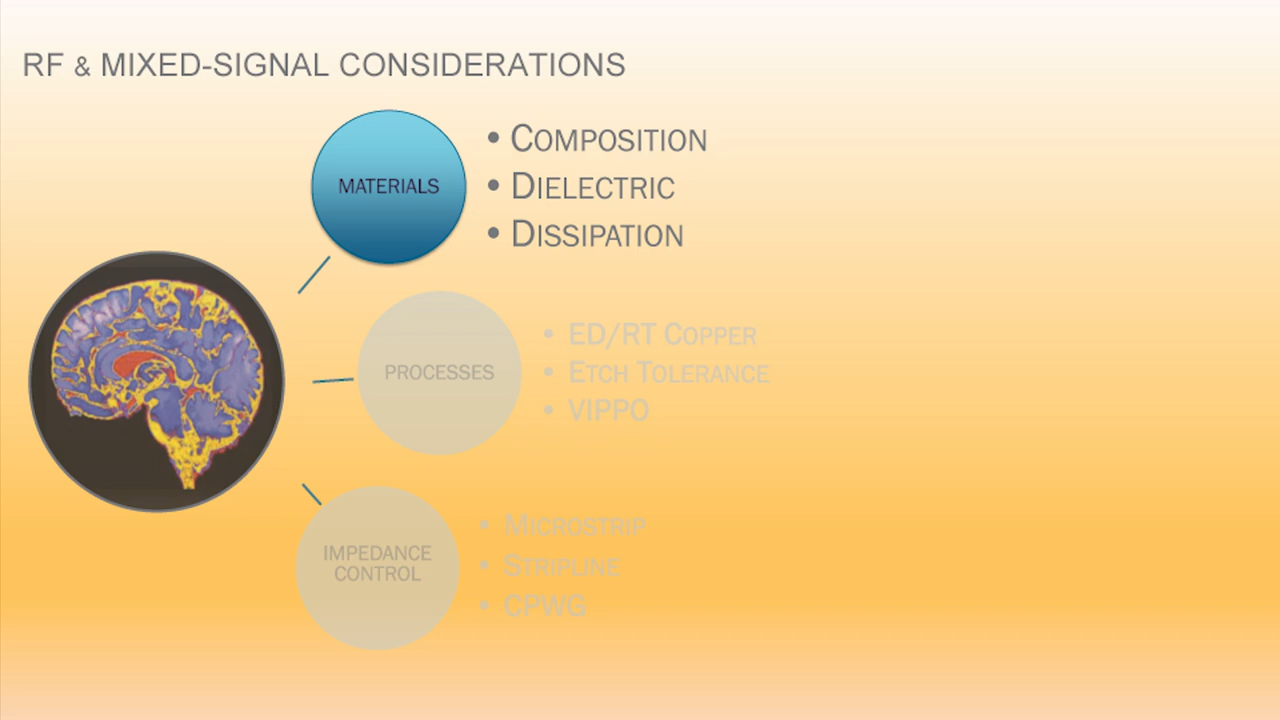 RF & MIXED-SIGNAL CONSIDERATIONS
MATERIALS
• COMPOSITION
• DIELECTRIC
• DISSIPATION
PROCESSES
• ED/RT COPPER
• ETCH TOLERANCE
• VIPPO
IMPEDANCE
CONTROL
• MICROSTRIP
• STRIPLINE
• CPWG